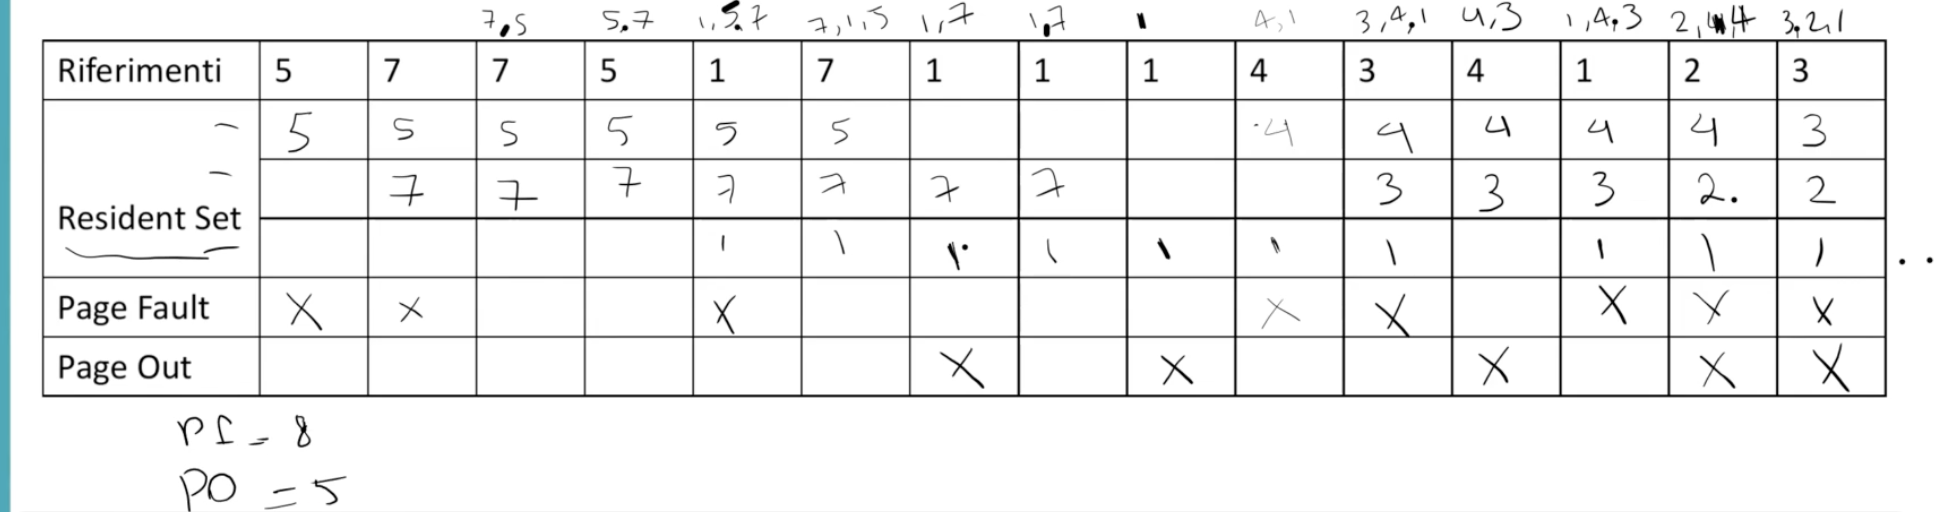 7,5 5,7 1,5,7 7,1,5 1,7 1,7 1 4,1 3,4,1 4,3 1,4,3 2,1,4 3,2,1
Riferimenti 5 7 7 5 1 7 1 1 1 4 3 4 1 2 3
- 5 5 5 5 5 5 4 4 4 4 4 3
- 7 7 7 7 7 7 7 3 3 3 2. 2
Resident Set
1 1 1 1 1 1 1 1 1 1 . .
Page Fault X X X X X X X X
Page Out X X X X X
PF = 8
PO = 5